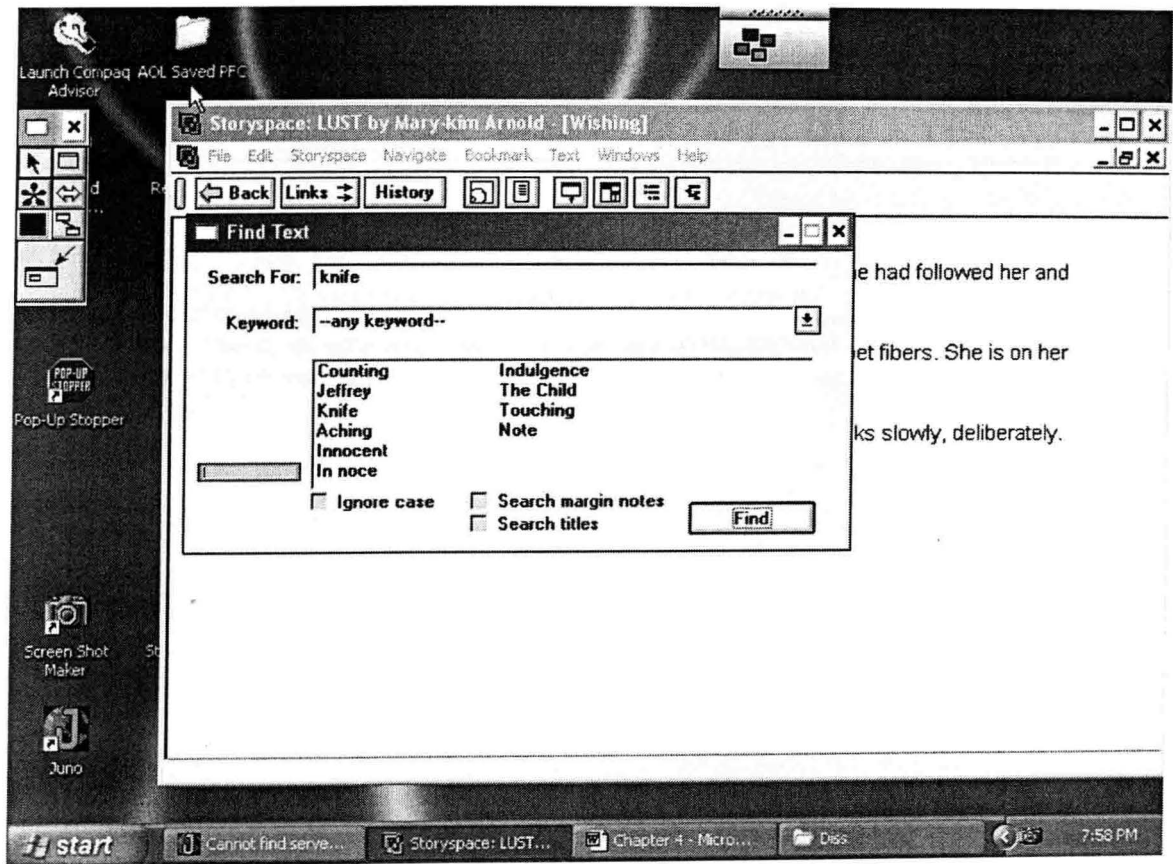 Launch Compaq Advisor
AOL Saved PFC
Storyspace: LUST by Mary-kim Arnold - [Wishing]
File Edit Storyspace Navigate Bookmark Text Windows Help
Back Links History
Find Text
Search For: knife
Keyword: --any keyword--
Counting Indulgence
Jeffrey The Child
Knife Touching
Aching Note
Innocent
In noce
Ignore case
Search margin notes
Search titles
Find
e had followed her and
et fibers. She is on her
ks slowly, deliberately.
POP-UP
STOPPER
Pop-Up Stopper
Screen Shot
Maker
Juno
start
Cannot find serve...
Storyspace: LUST...
Chapter 4 - Micro...
Diss
7:58 PM